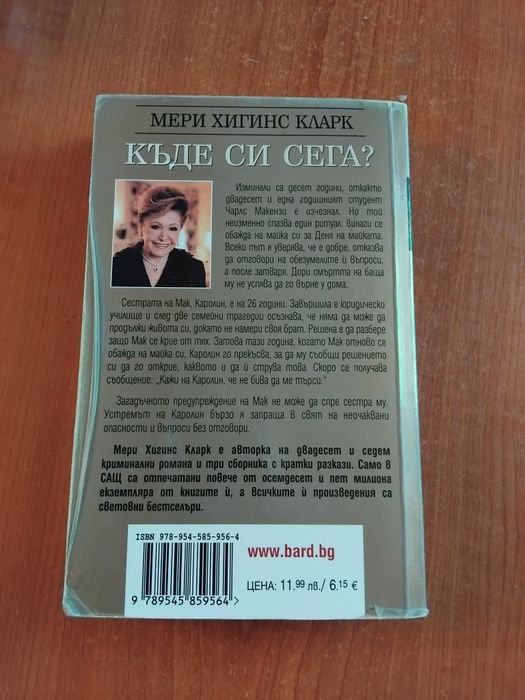 МЕРИ ХИГИНС КЛАРК
КЪДЕ СИ СЕГА?
Изминали са десет години, откакто
двадесет и една годишният студент
Чарлс Макензи е изчезнал. Но той
неизменно спазва един ритуал: винаги се
обажда на майка си за Деня на майката.
Всеки път я уверява, че е добре, отказва
да отговори на обезумелите ѝ въпроси,
а после затваря. Дори смъртта на баща
му не успява да го върне у дома.
Сестрата на Мак, Каролин, е на 26 години. Завършила е юридическо
училище и след две семейни трагедии осъзнава, че няма да може да
продължи живота си, докато не намери своя брат. Решена е да разбере
защо Мак се крие от тях. Затова тази година, когато Мак отново се
обажда на майка си, Каролин го прекъсва, за да му съобщи решението
си да го открие, каквото и да ѝ струва това. Скоро се получава
съобщение: „Кажи на Каролин, че не бива да ме търси."
Загадъчното предупреждение на Мак не може да спре сестра му.
Устремът на Каролин бързо я запраща в свят на неочаквани
опасности и въпроси без отговори.
Мери Хигинс Кларк е авторка на двадесет и седем
криминални романа и три сборника с кратки разкази. Само в
САЩ са отпечатани повече от осемдесет и пет милиона
екземпляра от книгите ѝ, а всичките ѝ произведения са
световни бестселъри.
ISBN 978-954-585-956-4
9 789545 859564 >
www.bard.bg
ЦЕНА: 11.99 лв./ 6.15 €